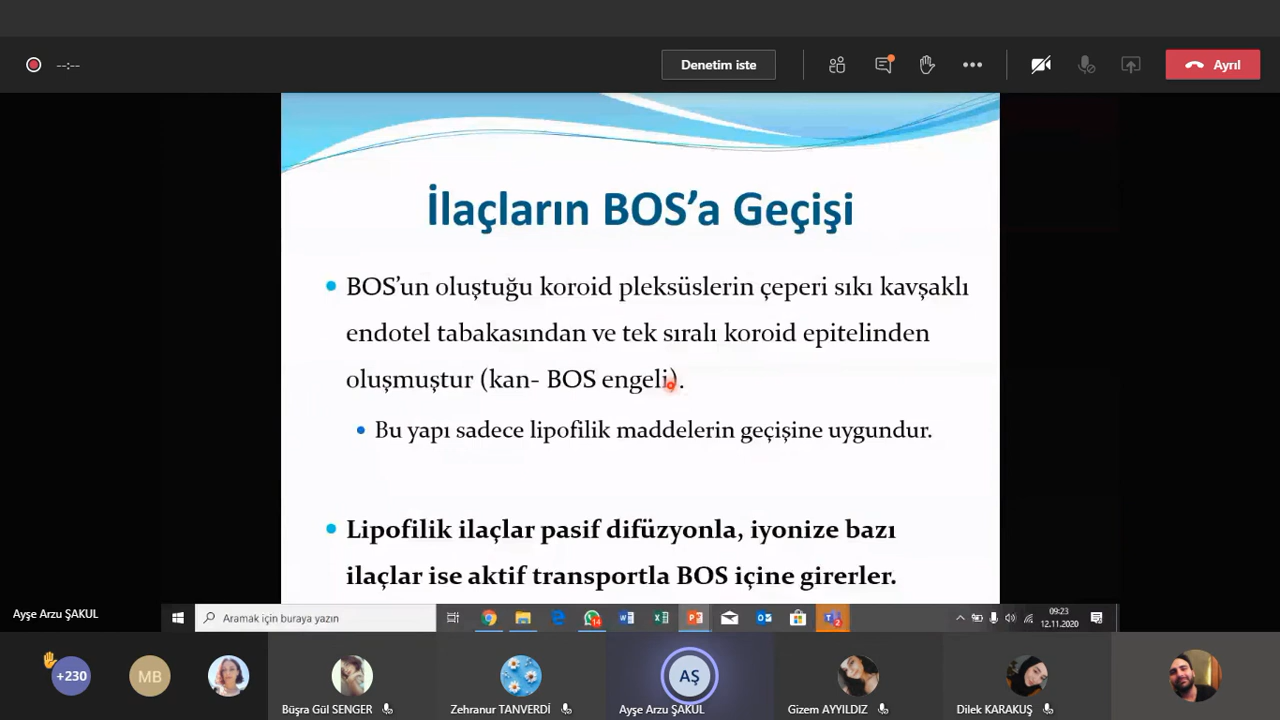 --:--
Denetim iste
Ayrıl
İlaçların BOS’a Geçişi
• BOS’un oluştuğu koroid pleksüslerin çeperi sıkı kavşaklı
endotel tabakasından ve tek sıralı koroid epitelinden
oluşmuştur (kan- BOS engeli).
• Bu yapı sadece lipofilik maddelerin geçişine uygundur.
• Lipofilik ilaçlar pasif difüzyonla, iyonize bazı
ilaçlar ise aktif transportla BOS içine girerler.
Ayşe Arzu ŞAKUL
Aramak için buraya yazın
14
2
09:23
12.11.2020
+230
MB
AŞ
Büşra Gül SENGER
Zehranur TANVERDİ
Ayşe Arzu ŞAKUL
Gizem AYYILDIZ
Dilek KARAKUŞ